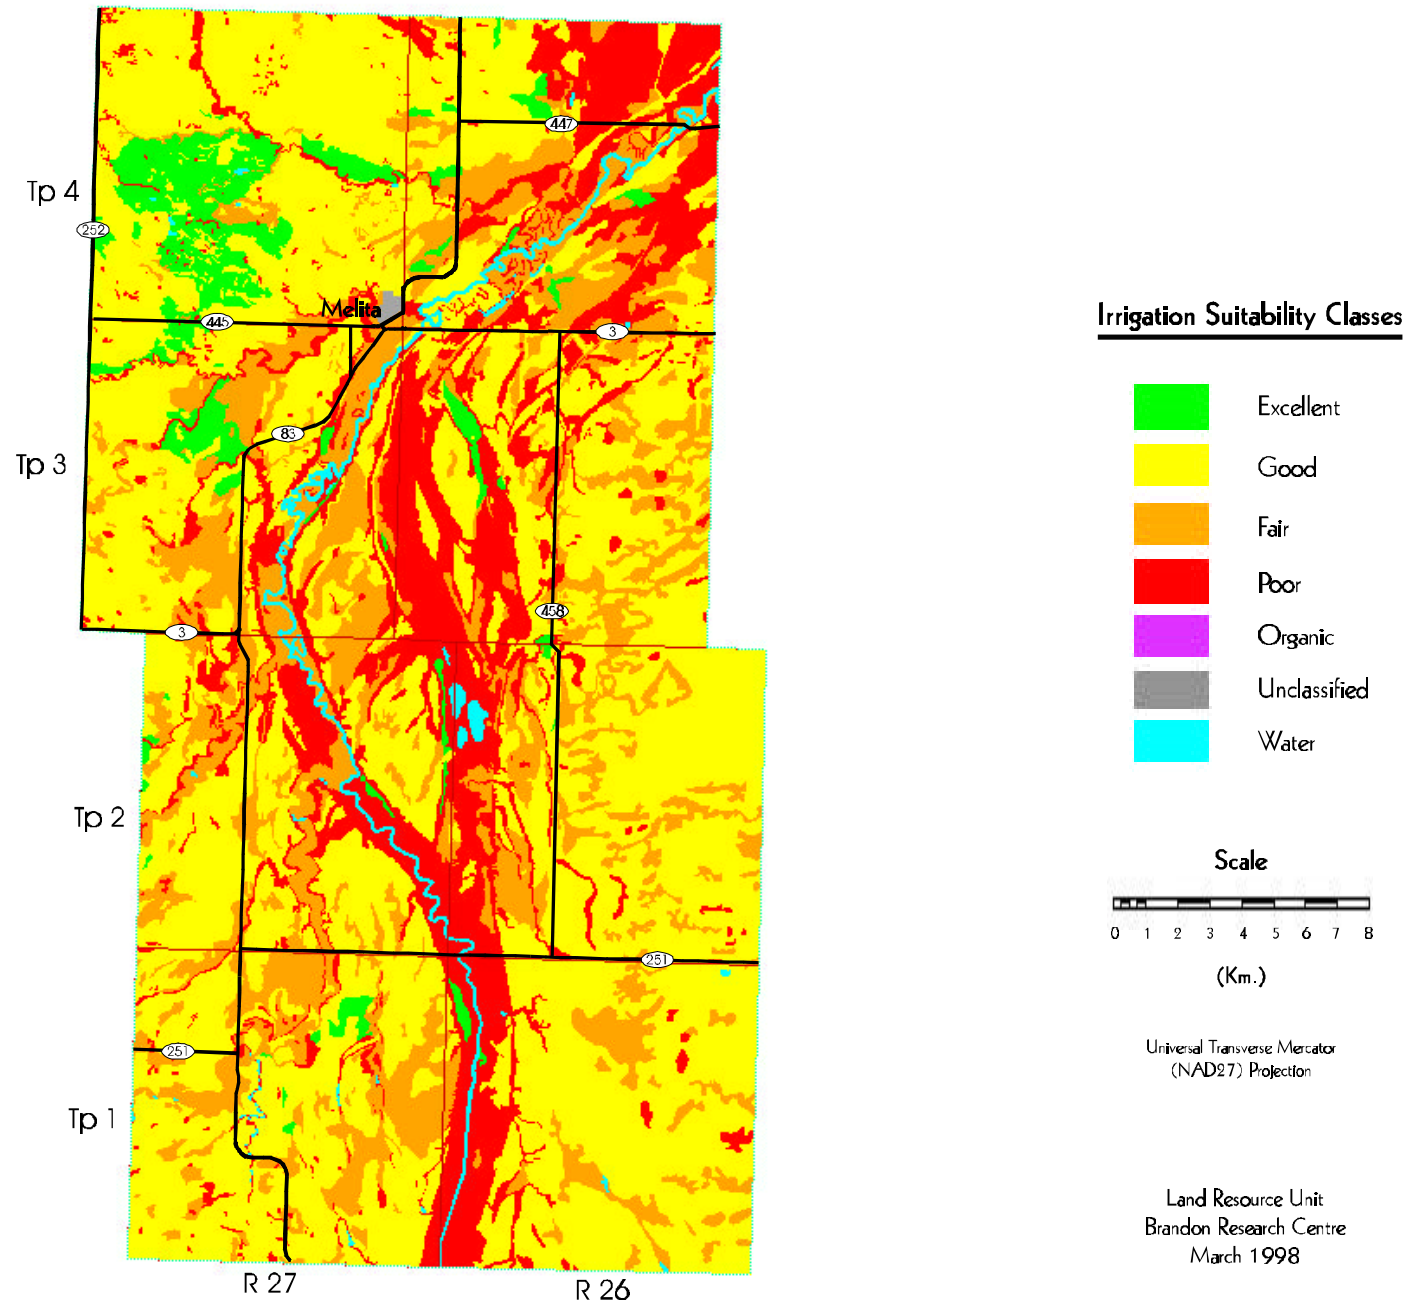 447
Tp 4
252
Melita
445
3
83
Tp 3
458
3
Tp 2
251
251
Tp 1
R 27
R 26
Irrigation Suitability Classes
Excellent
Good
Fair
Poor
Organic
Unclassified
Water
Scale
0 1 2 3 4 5 6 7 8
(Km.)
Universal Transverse Mercator
(NAD27) Projection
Land Resource Unit
Brandon Research Centre
March 1998